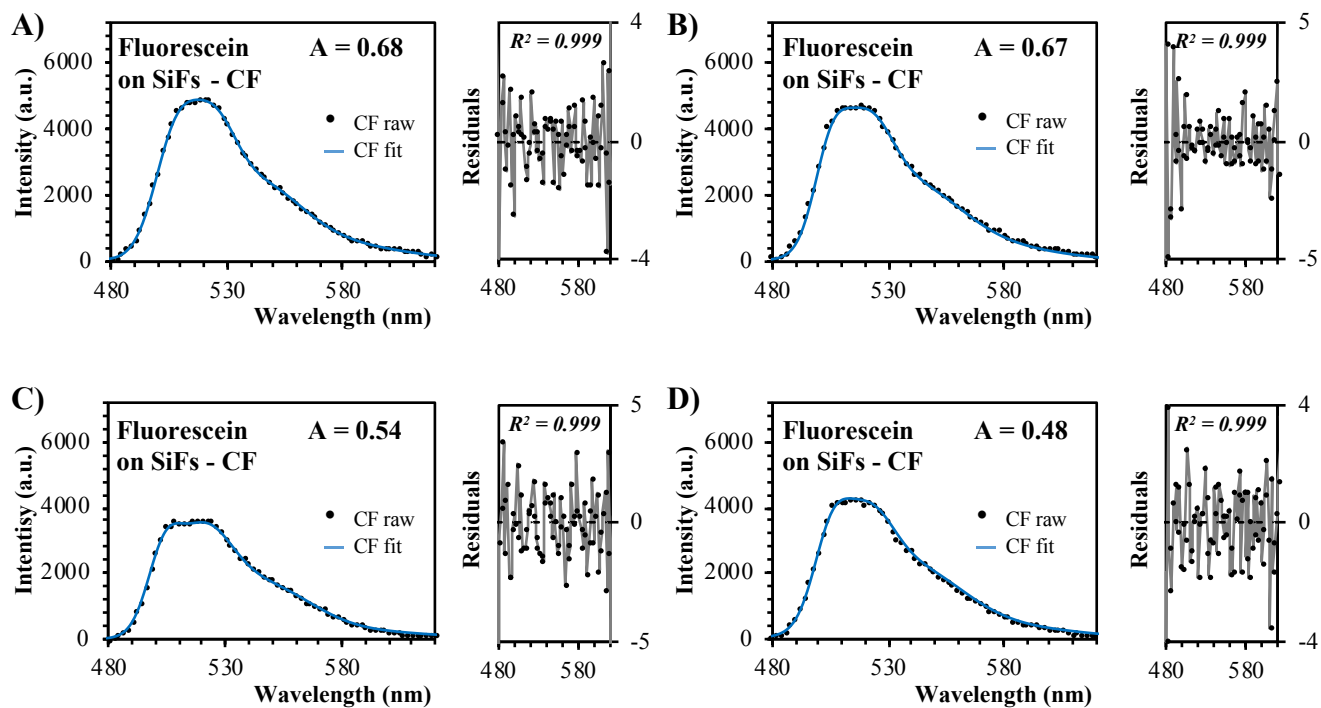 A)
Fluorescein A = 0.68
on SiFs - CF
CF raw
CF fit
Intensity (a.u.)
6000
4000
2000
0
480 530 580
Wavelength (nm)
R² = 0.999
Residuals
4
0
-4
480 580
B)
Fluorescein A = 0.67
on SiFs - CF
CF raw
CF fit
Intensity (a.u.)
6000
4000
2000
0
480 530 580
Wavelength (nm)
R² = 0.999
Residuals
5
0
-5
480 580
C)
Fluorescein A = 0.54
on SiFs - CF
CF raw
CF fit
Intentisy (a.u.)
6000
4000
2000
0
480 530 580
Wavelength (nm)
R² = 0.999
Residuals
5
0
-5
480 580
D)
Fluorescein A = 0.48
on SiFs - CF
CF raw
CF fit
Intensity (a.u.)
6000
4000
2000
0
480 530 580
Wavelength (nm)
R² = 0.999
Residuals
4
0
-4
480 580